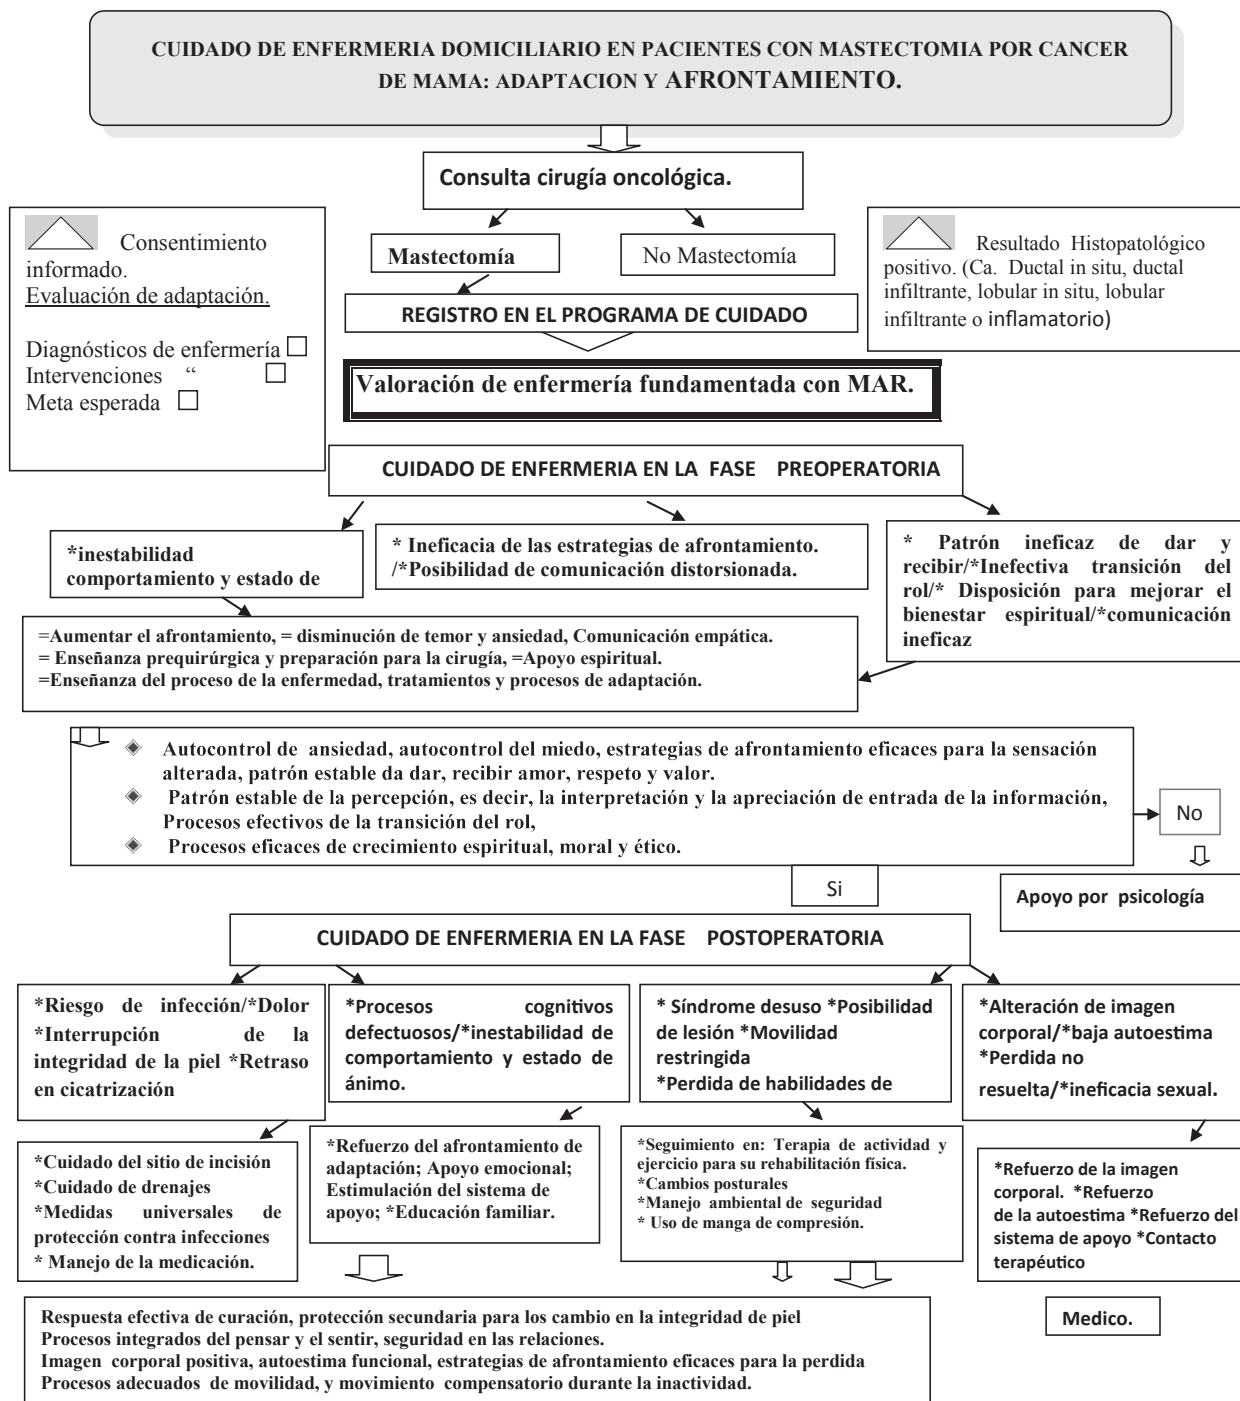 CUIDADO DE ENFERMERIA DOMICILIARIO EN PACIENTES CON MASTECTOMIA POR CANCER
DE MAMA: ADAPTACION Y AFRONTAMIENTO.
Consulta cirugía oncológica.
Consentimiento
informado.
Evaluación de adaptación.
Diagnósticos de enfermería
Intervenciones “
Meta esperada
Mastectomía
No Mastectomía
Resultado Histopatológico
positivo. (Ca. Ductal in situ, ductal
infiltrante, lobular in situ, lobular
infiltrante o inflamatorio)
REGISTRO EN EL PROGRAMA DE CUIDADO
Valoración de enfermería fundamentada con MAR.
CUIDADO DE ENFERMERIA EN LA FASE PREOPERATORIA
*inestabilidad
comportamiento y estado de
* Ineficacia de las estrategias de afrontamiento.
/*Posibilidad de comunicación distorsionada.
* Patrón ineficaz de dar y
recibir/*Inefectiva transición del
rol/* Disposición para mejorar el
bienestar espiritual/*comunicación
ineficaz
=Aumentar el afrontamiento, = disminución de temor y ansiedad, Comunicación empática.
= Enseñanza prequirúrgica y preparación para la cirugía, =Apoyo espiritual.
=Enseñanza del proceso de la enfermedad, tratamientos y procesos de adaptación.
Autocontrol de ansiedad, autocontrol del miedo, estrategias de afrontamiento eficaces para la sensación
alterada, patrón estable da dar, recibir amor, respeto y valor.
Patrón estable de la percepción, es decir, la interpretación y la apreciación de entrada de la información,
Procesos efectivos de la transición del rol,
Procesos eficaces de crecimiento espiritual, moral y ético.
No
Si
Apoyo por psicología
CUIDADO DE ENFERMERIA EN LA FASE POSTOPERATORIA
*Riesgo de infección/*Dolor
*Interrupción de la
integridad de la piel *Retraso
en cicatrización
*Procesos cognitivos
defectuosos/*inestabilidad de
comportamiento y estado de
ánimo.
* Síndrome desuso *Posibilidad
de lesión *Movilidad
restringida
*Perdida de habilidades de
*Alteración de imagen
corporal/*baja autoestima
*Perdida no
resuelta/*ineficacia sexual.
*Cuidado del sitio de incisión
*Cuidado de drenajes
*Medidas universales de
protección contra infecciones
* Manejo de la medicación.
*Refuerzo del afrontamiento de
adaptación; Apoyo emocional;
Estimulación del sistema de
apoyo; *Educación familiar.
*Seguimiento en: Terapia de actividad y
ejercicio para su rehabilitación física.
*Cambios posturales
*Manejo ambiental de seguridad
* Uso de manga de compresión.
*Refuerzo de la imagen
corporal. *Refuerzo
de la autoestima *Refuerzo del
sistema de apoyo *Contacto
terapéutico
Respuesta efectiva de curación, protección secundaria para los cambio en la integridad de piel
Procesos integrados del pensar y el sentir, seguridad en las relaciones.
Imagen corporal positiva, autoestima funcional, estrategias de afrontamiento eficaces para la perdida
Procesos adecuados de movilidad, y movimiento compensatorio durante la inactividad.
Medico.